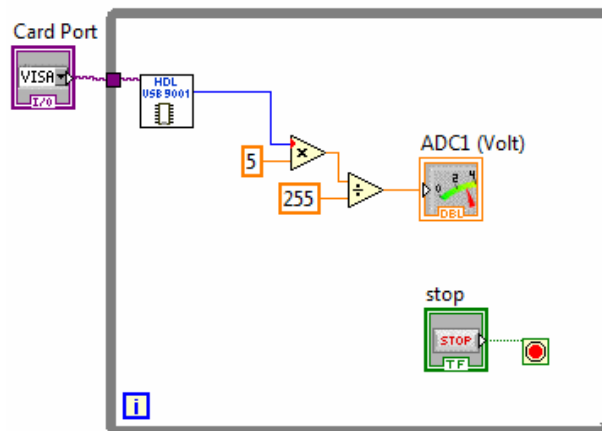 Card Port
VISA
I/O
HDL
USB 9001
5
×
255
÷
ADC1 (Volt)
0 2 4
DBL
stop
STOP
TF
i